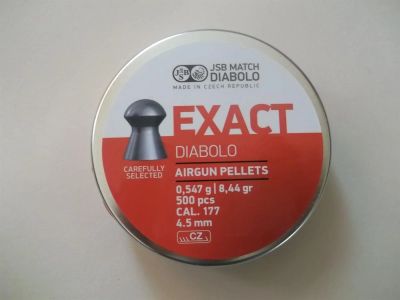 JSB
JSB MATCH
DIABOLO
MADE IN CZECH REPUBLIC
EXACT
DIABOLO
CAREFULLY
SELECTED
AIRGUN PELLETS
0,547 g | 8,44 gr
500 pcs
CAL. 177
4.5 mm
CZ